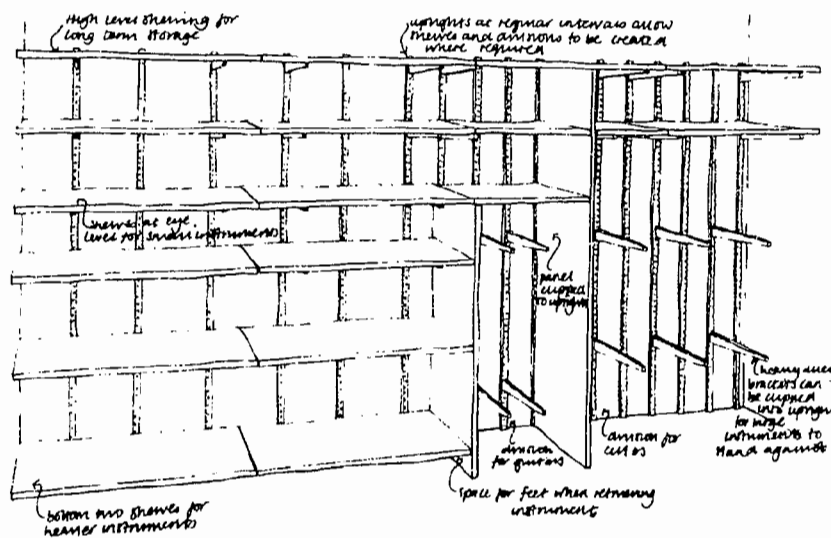 High Level shelving for
long term storage
uprights at regular intervals allow
shelves and divisions to be created
where required
shelves at eye
level for small instruments
panel
clipped
to uprights
heavy duty
brackets can
be clipped
into uprights
for large
instruments to
stand against
division for
cellos
division
for guitars
space for feet when retrieving
instrument
bottom two shelves for
heavier instruments